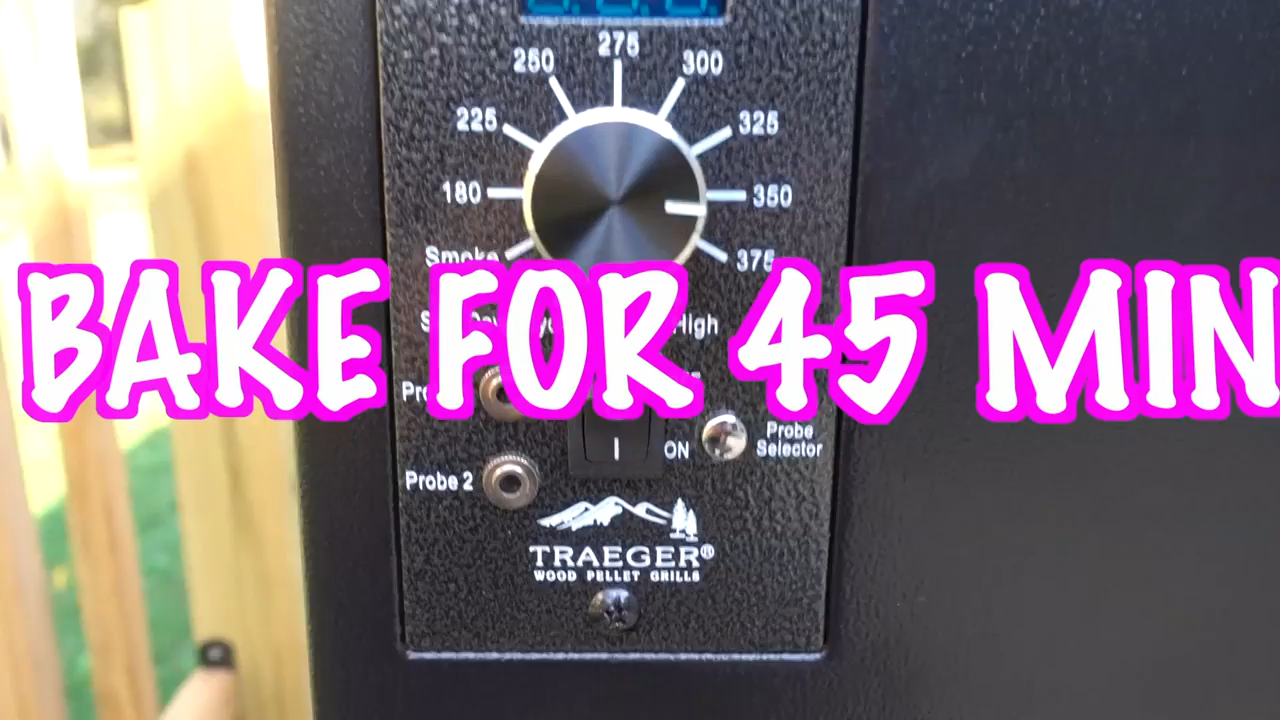 275
250 300
225 325
180 350
Smoke 375
BAKE FOR 45 MIN
High
ON
Probe
Selector
Probe 2
TRAEGER®
WOOD PELLET GRILLS